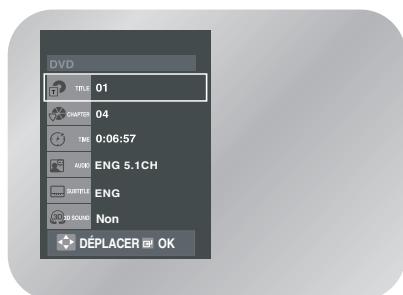 DVD
TITLE 01
CHAPTER 04
TIME 0:06:57
AUDIO ENG 5.1CH
SUBTITLE ENG
3D SOUND Non
DÉPLACER OK